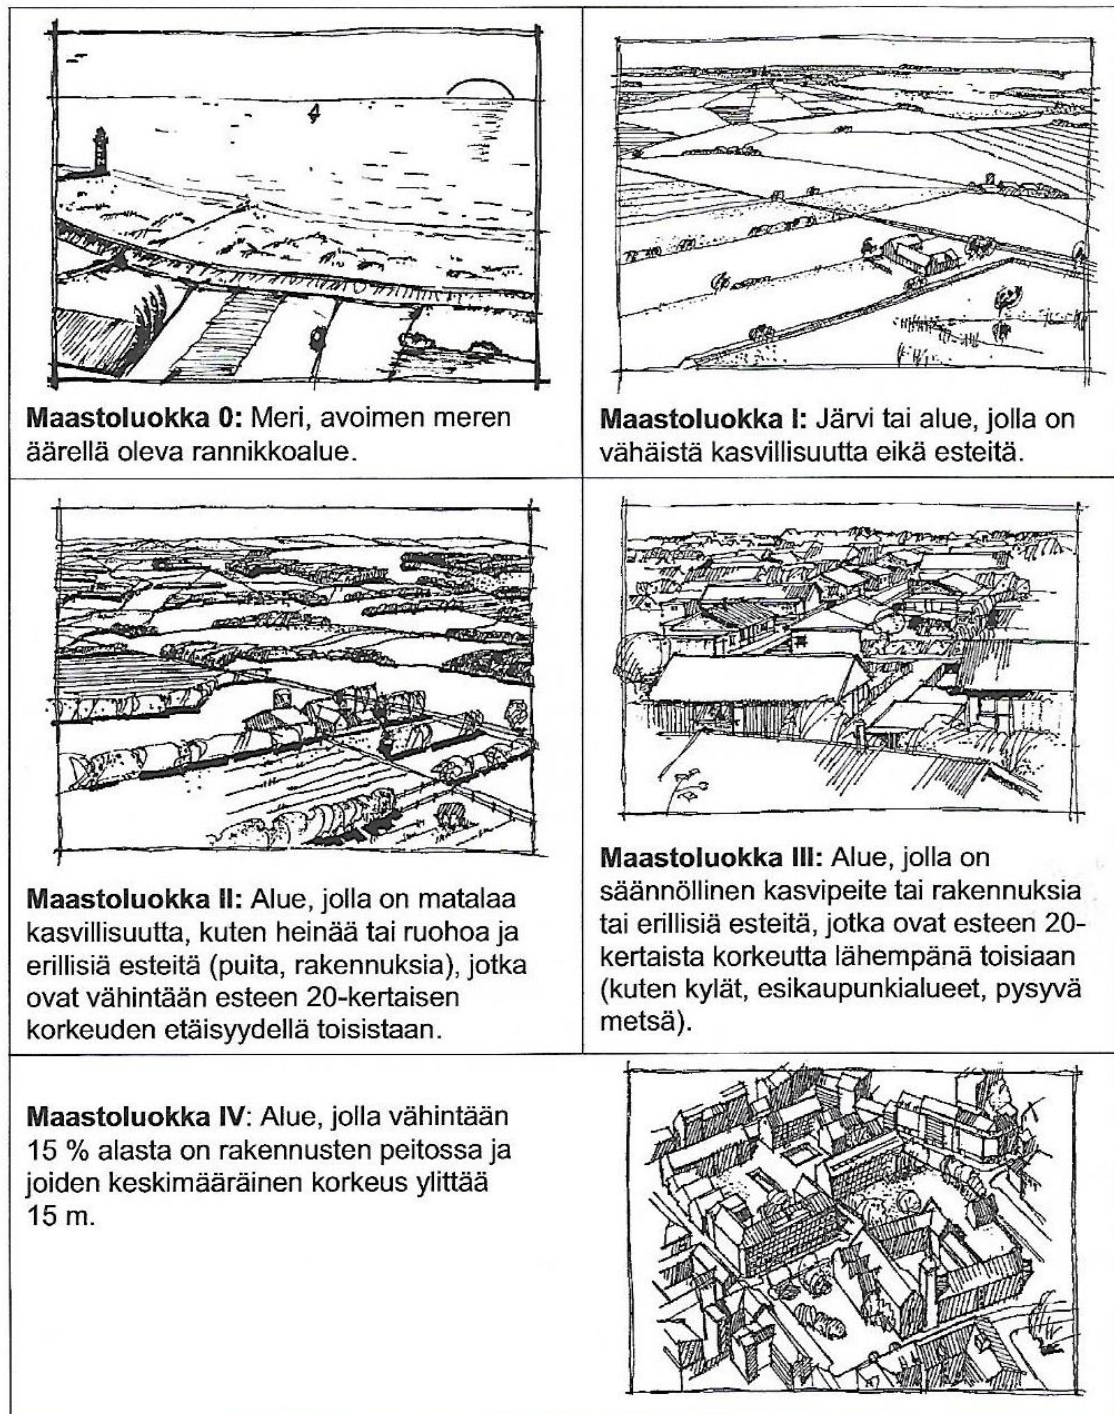 Maastoluokka 0: Meri, avoimen meren
äärellä oleva rannikkoalue.
Maastoluokka I: Järvi tai alue, jolla on
vähäistä kasvillisuutta eikä esteitä.
Maastoluokka II: Alue, jolla on matalaa
kasvillisuutta, kuten heinää tai ruohoa ja
erillisiä esteitä (puita, rakennuksia), jotka
ovat vähintään esteen 20-kertaisen
korkeuden etäisyydellä toisistaan.
Maastoluokka III: Alue, jolla on
säännöllinen kasvipeite tai rakennuksia
tai erillisiä esteitä, jotka ovat esteen 20-
kertaista korkeutta lähempänä toisiaan
(kuten kylät, esikaupunkialueet, pysyvä
metsä).
Maastoluokka IV: Alue, jolla vähintään
15 % alasta on rakennusten peitossa ja
joiden keskimääräinen korkeus ylittää
15 m.